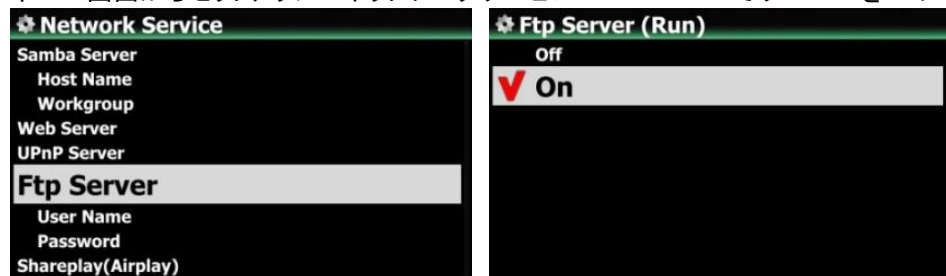 Network Service
Samba Server
Host Name
Workgroup
Web Server
UPnP Server
Ftp Server
User Name
Password
Shareplay(Airplay)
Ftp Server (Run)
Off
On